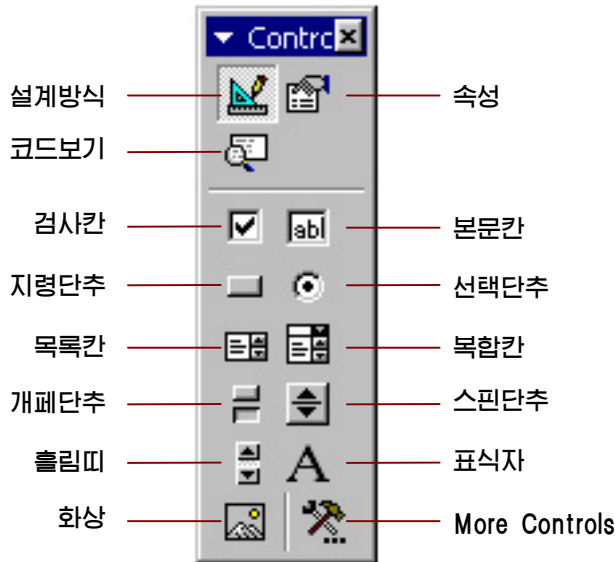 Contrc
설계방식
속성
코드보기
검사칸
abl
본문칸
지령단추
선택단추
목록칸
복합칸
개페단추
스핀단추
흘림띠
표식자
A
화상
More Controls